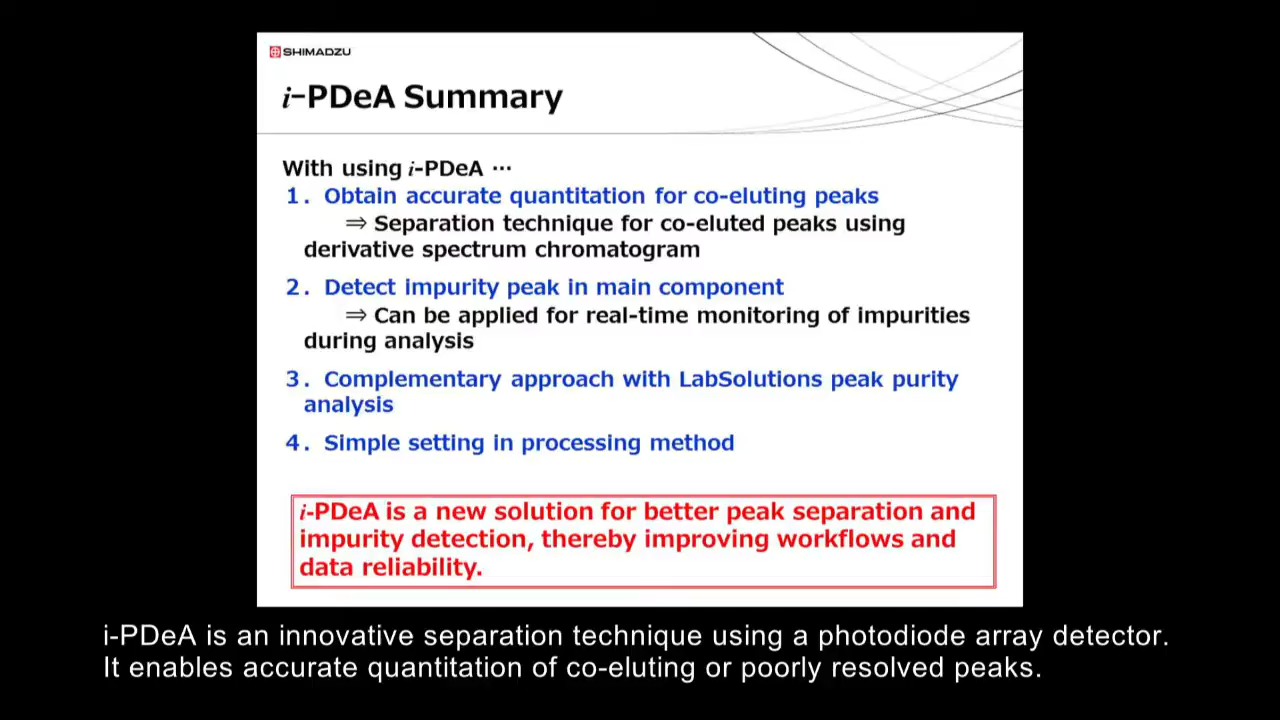 SHIMADZU
i-PDeA Summary
With using i-PDeA ⋯
1. Obtain accurate quantitation for co-eluting peaks
⇒ Separation technique for co-eluted peaks using
derivative spectrum chromatogram
2. Detect impurity peak in main component
⇒ Can be applied for real-time monitoring of impurities
during analysis
3. Complementary approach with LabSolutions peak purity
analysis
4. Simple setting in processing method
i-PDeA is a new solution for better peak separation and
impurity detection, thereby improving workflows and
data reliability.
i-PDeA is an innovative separation technique using a photodiode array detector.
It enables accurate quantitation of co-eluting or poorly resolved peaks.